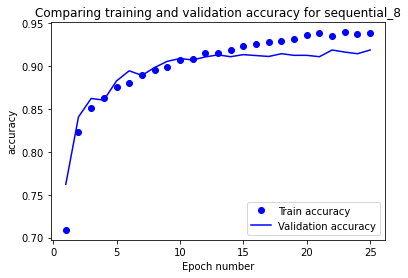 Comparing training and validation accuracy for sequential_8
0.95
0.90
0.85
0.80
0.75
0.70
accuracy
Train accuracy
Validation accuracy
0
5
10
15
20
25
Epoch number